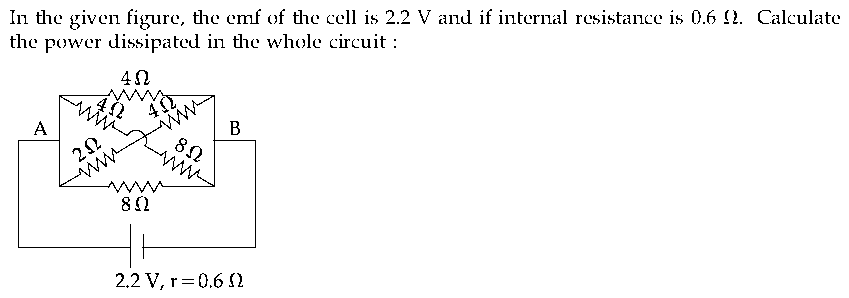 In the given figure, the emf of the cell is 2.2 V and if internal resistance is 0.6 Ω. Calculate
the power dissipated in the whole circuit :
4 Ω
4 Ω
4 Ω
A
B
2 Ω
8 Ω
8 Ω
2.2 V, r = 0.6 Ω